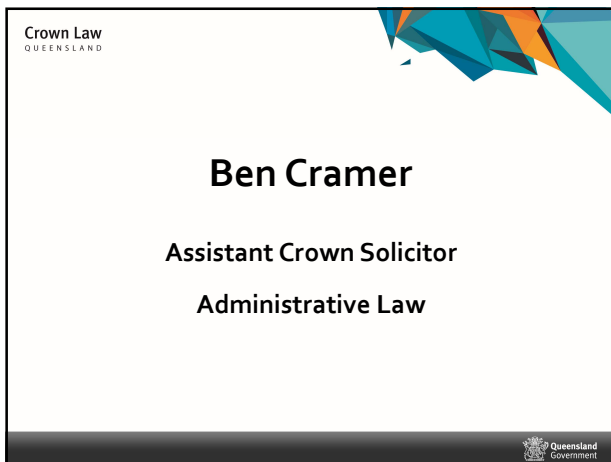 Crown Law
QUEENSLAND
Ben Cramer
Assistant Crown Solicitor
Administrative Law
Queensland
Government